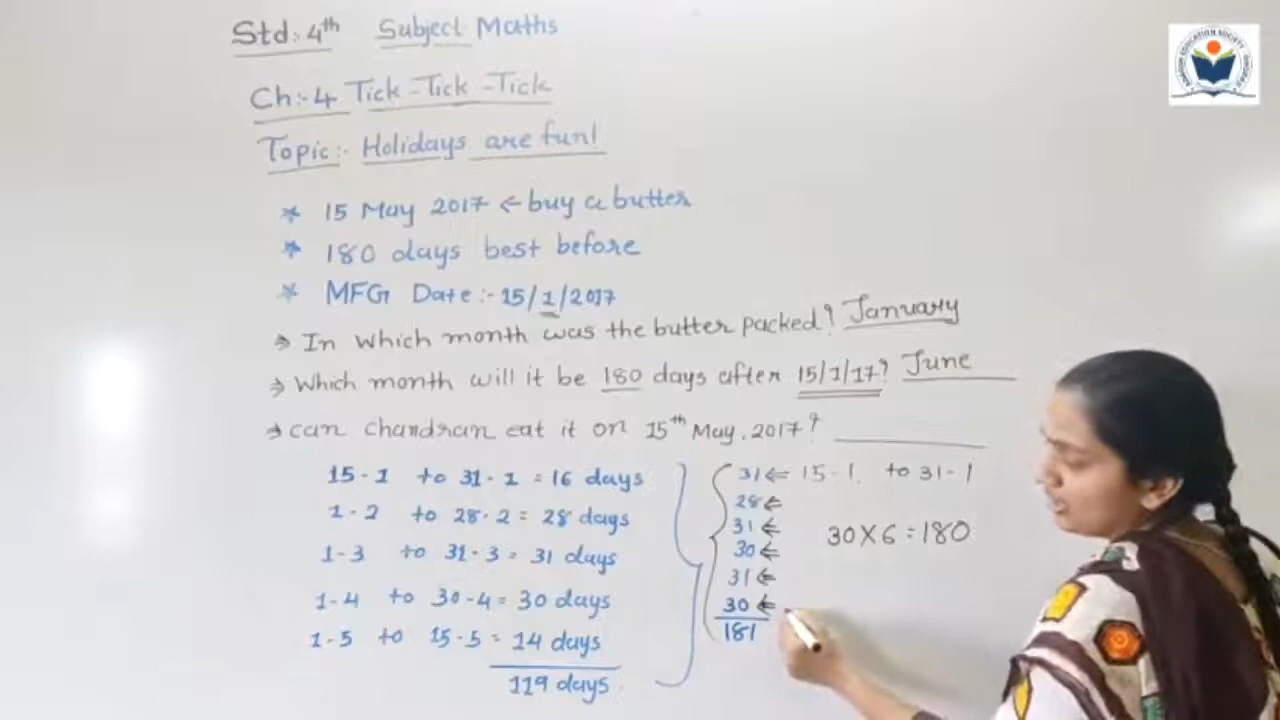 Std:- 4th Subject Maths
Ch:-4 Tick-Tick-Tick
Topic:- Holidays are fun!
* 15 May 2017 ← buy a butter
* 180 days best before
* MFG Date:- 15/1/2017
⇒ In which month was the butter packed? January
⇒ Which month will it be 180 days after 15/1/17? June
→ can chandran eat it on 15th May, 2017? ______
15-1 to 31-1 = 16 days
1-2 to 28-2 = 28 days
1-3 to 31-3 = 31 days
1-4 to 30-4 = 30 days
1-5 to 15-5 = 14 days
119 days
31 ← 15-1 to 31-1
28 ←
31 ←
30 ←
31 ←
30 ←
181
30 X 6 = 180